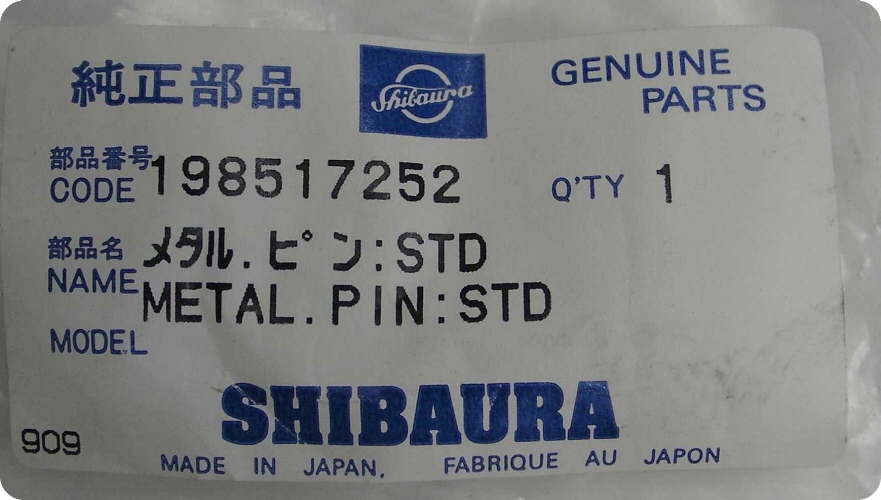 純正部品
Shibaura
GENUINE
PARTS
部品番号
CODE 198517252
Q'TY 1
部品名
NAME
メタル.ピン:STD
METAL.PIN:STD
MODEL
SHIBAURA
909
MADE IN JAPAN, FABRIQUE AU JAPON